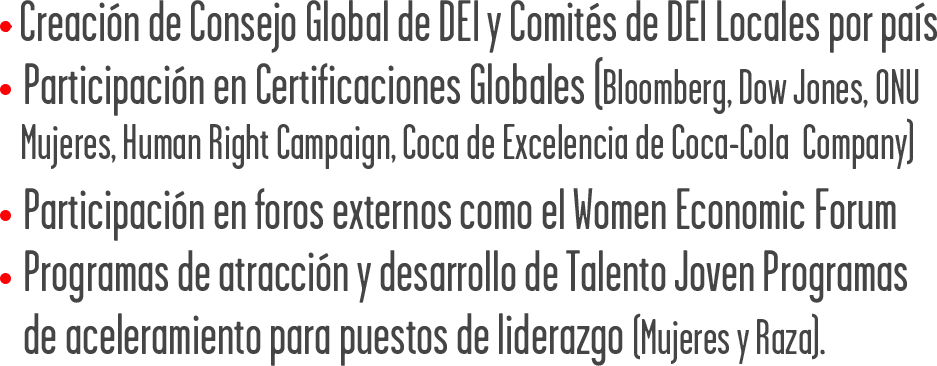 • Creación de Consejo Global de DEI y Comités de DEI Locales por país
• Participación en Certificaciones Globales (Bloomberg, Dow Jones, ONU
Mujeres, Human Right Campaign, Coca de Excelencia de Coca-Cola Company)
• Participación en foros externos como el Women Economic Forum
• Programas de atracción y desarrollo de Talento Joven Programas
de aceleramiento para puestos de liderazgo (Mujeres y Raza).